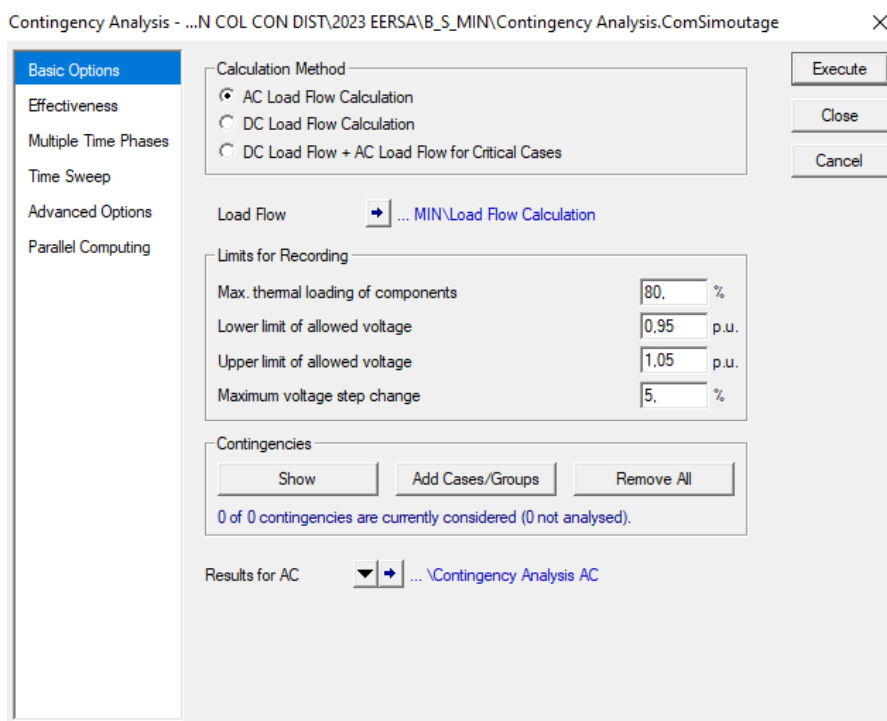 Contingency Analysis - ...N COL CON DIST\2023 EERSA\B_S_MIN\Contingency Analysis.ComSimoutage
Basic Options
Effectiveness
Multiple Time Phases
Time Sweep
Advanced Options
Parallel Computing
Calculation Method
AC Load Flow Calculation
DC Load Flow Calculation
DC Load Flow + AC Load Flow for Critical Cases
Load Flow ... MIN\Load Flow Calculation
Limits for Recording
Max. thermal loading of components 80, %
Lower limit of allowed voltage 0,95 p.u.
Upper limit of allowed voltage 1,05 p.u.
Maximum voltage step change 5, %
Contingencies
Show Add Cases/Groups Remove All
0 of 0 contingencies are currently considered (0 not analysed).
Results for AC ... \Contingency Analysis AC
Execute
Close
Cancel